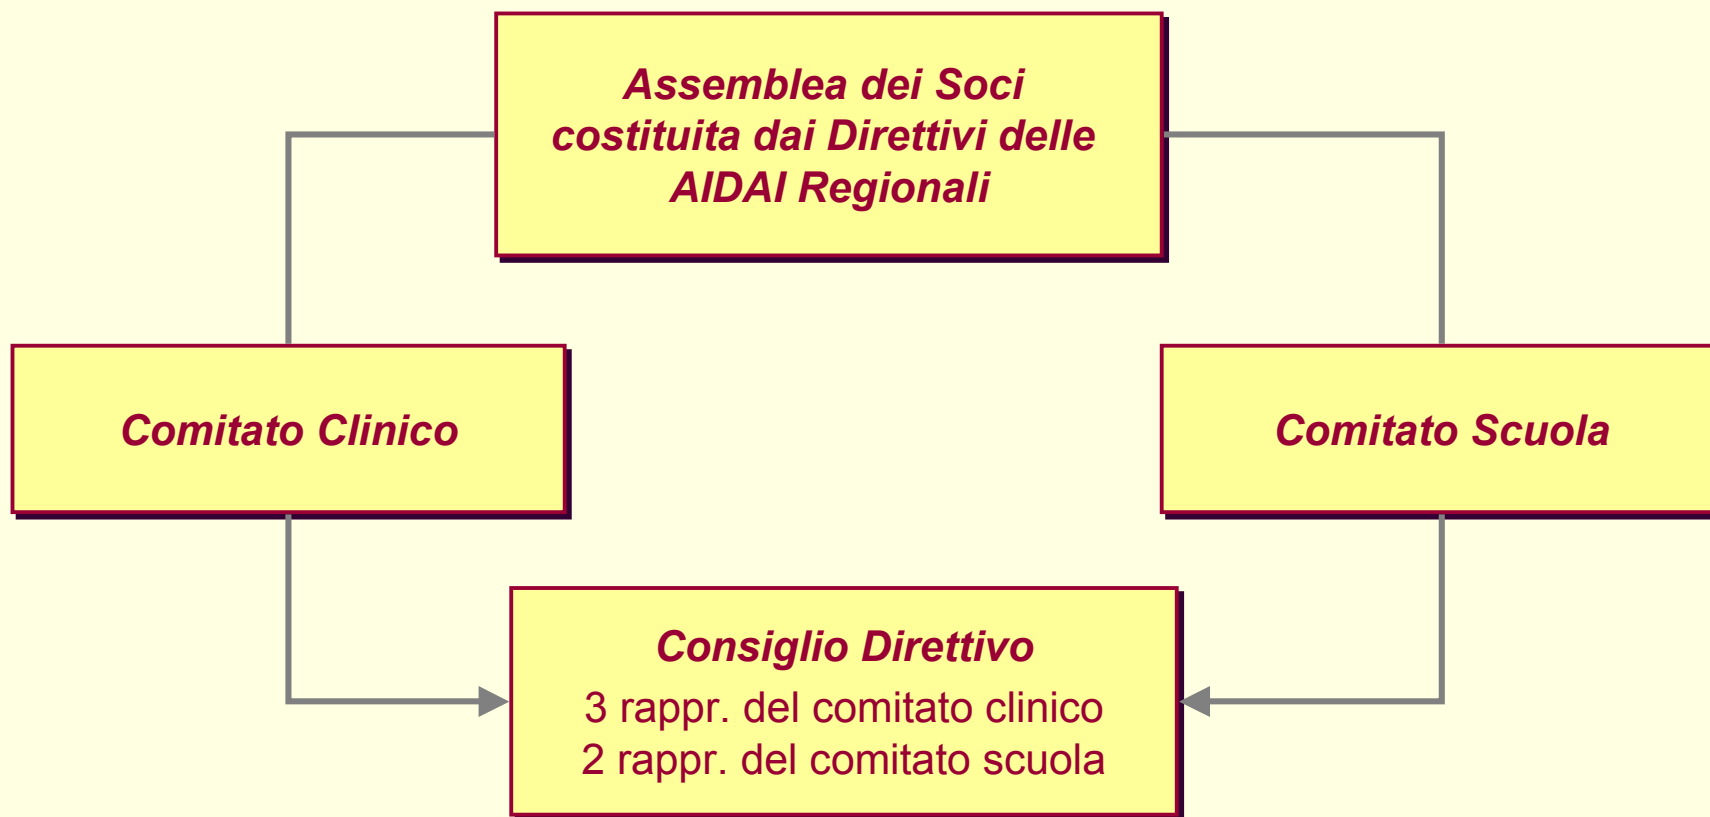 Assemblea dei Soci
costituita dai Direttivi delle
AIDAI Regionali
Comitato Clinico
Comitato Scuola
Consiglio Direttivo
3 rappr. del comitato clinico
2 rappr. del comitato scuola